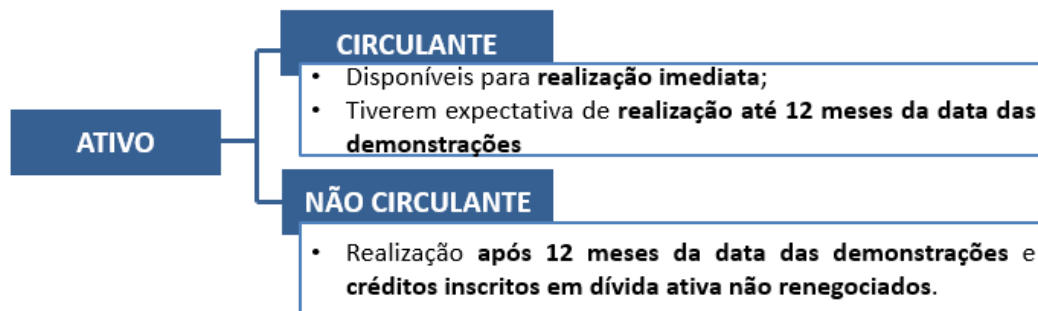 CIRCULANTE
• Disponíveis para realização imediata;
• Tiverem expectativa de realização até 12 meses da data das
demonstrações
ATIVO
NÃO CIRCULANTE
• Realização após 12 meses da data das demonstrações e
créditos inscritos em dívida ativa não renegociados.